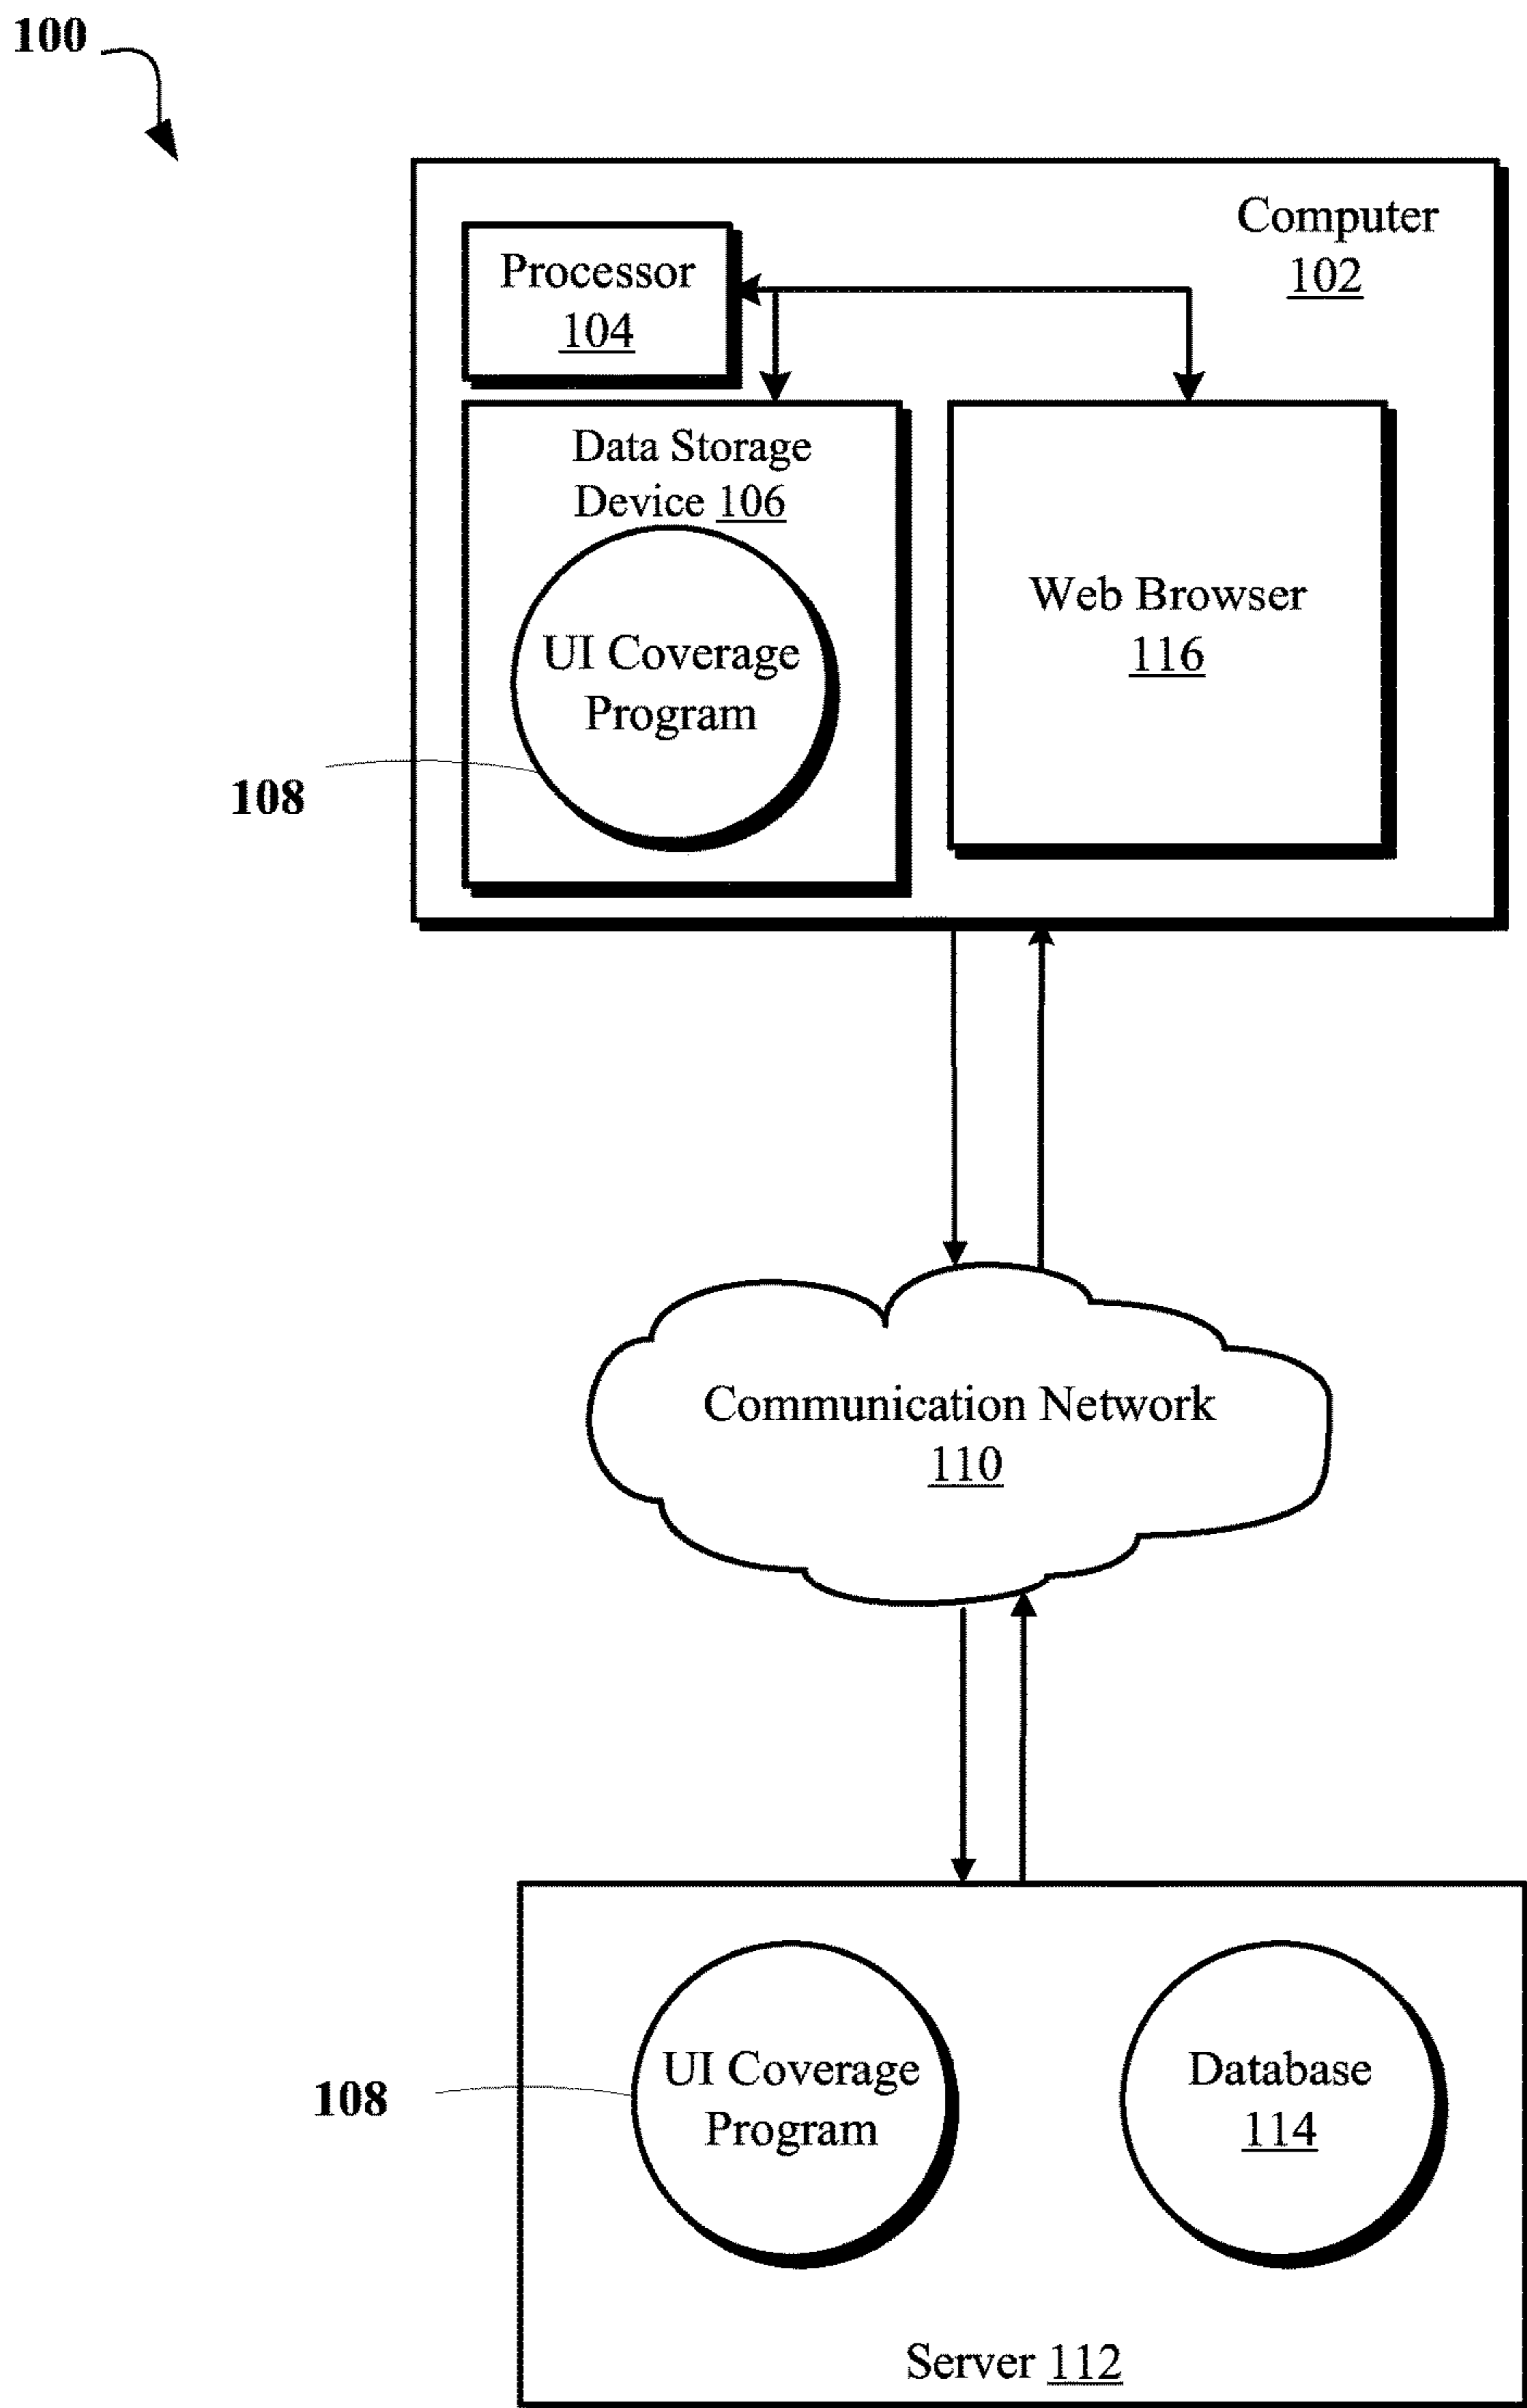 100
Computer
102
Processor
104
Data Storage
Device 106
UI Coverage
Program
108
Web Browser
116
Communication Network
110
UI Coverage
Program
108
Database
114
Server 112